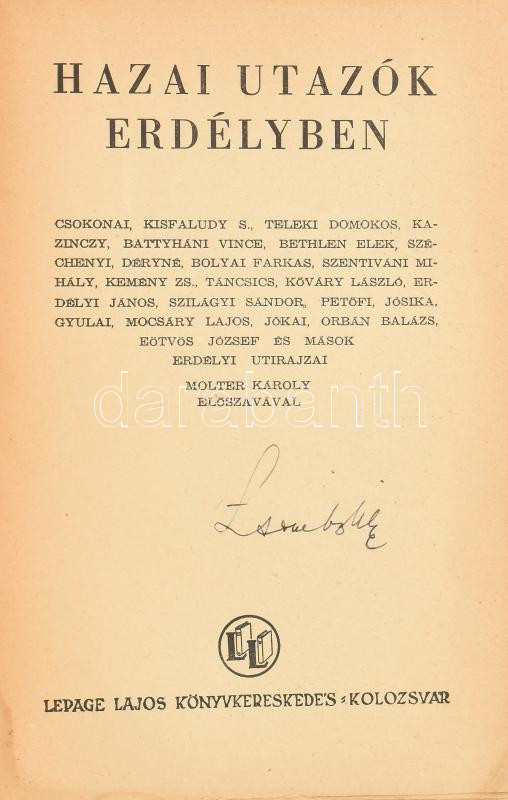 HAZAI UTAZÓK
ERDÉLYBEN
CSOKONAI, KISFALUDY S., TELEKI DOMOKOS, KA-
ZINCZY, BATTYHÁNI VINCE, BETHLEN ELEK, SZÉ-
CHENYI, DÉRYNÉ, BOLYAI FARKAS, SZENTIVÁNI MI-
HÁLY, KEMÉNY ZS., TÁNCSICS, KŐVÁRY LÁSZLÓ, ER-
DÉLYI JÁNOS, SZILÁGYI SÁNDOR, PETŐFI, JÓSIKA,
GYULAI, MOCSÁRY LAJOS, JÓKAI, ORBÁN BALÁZS,
EÖTVÖS JÓZSEF ÉS MÁSOK
ERDÉLYI UTIRAJZAI
MOLTER KÁROLY
ELŐSZAVÁVAL
darabanth
LL
LEPAGE LAJOS KÖNYVKERESKEDÉS = KOLOZSVÁR